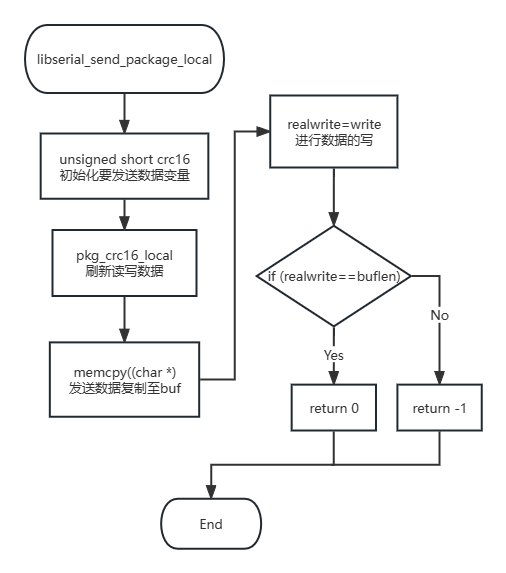 libserial_send_package_local
unsigned short crc16
初始化要发送数据变量
pkg_crc16_local
刷新读写数据
memcpy((char *)
发送数据复制至buf
realwrite=write
进行数据的写
if (realwrite==buflen)
No
Yes
return 0
return -1
End